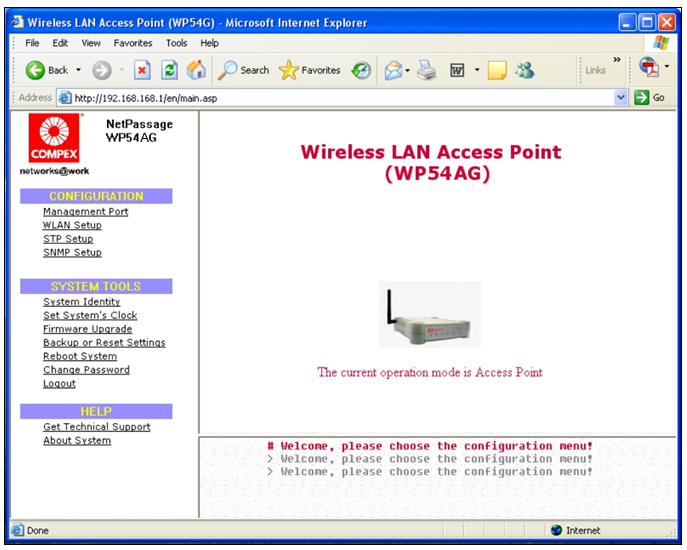 Wireless LAN Access Point (WP54G) - Microsoft Internet Explorer
File Edit View Favorites Tools Help
Back Search Favorites Links »
Address http://192.168.168.1/en/main.asp Go
COMPEX
networks@work
NetPassage
WP54AG
CONFIGURATION
Management Port
WLAN Setup
STP Setup
SNMP Setup
SYSTEM TOOLS
System Identity
Set System's Clock
Firmware Upgrade
Backup or Reset Settings
Reboot System
Change Password
Logout
HELP
Get Technical Support
About System
Wireless LAN Access Point
(WP54AG)
The current operation mode is Access Point
# Welcome, please choose the configuration menu!
> Welcome, please choose the configuration menu!
> Welcome, please choose the configuration menu!
Done Internet